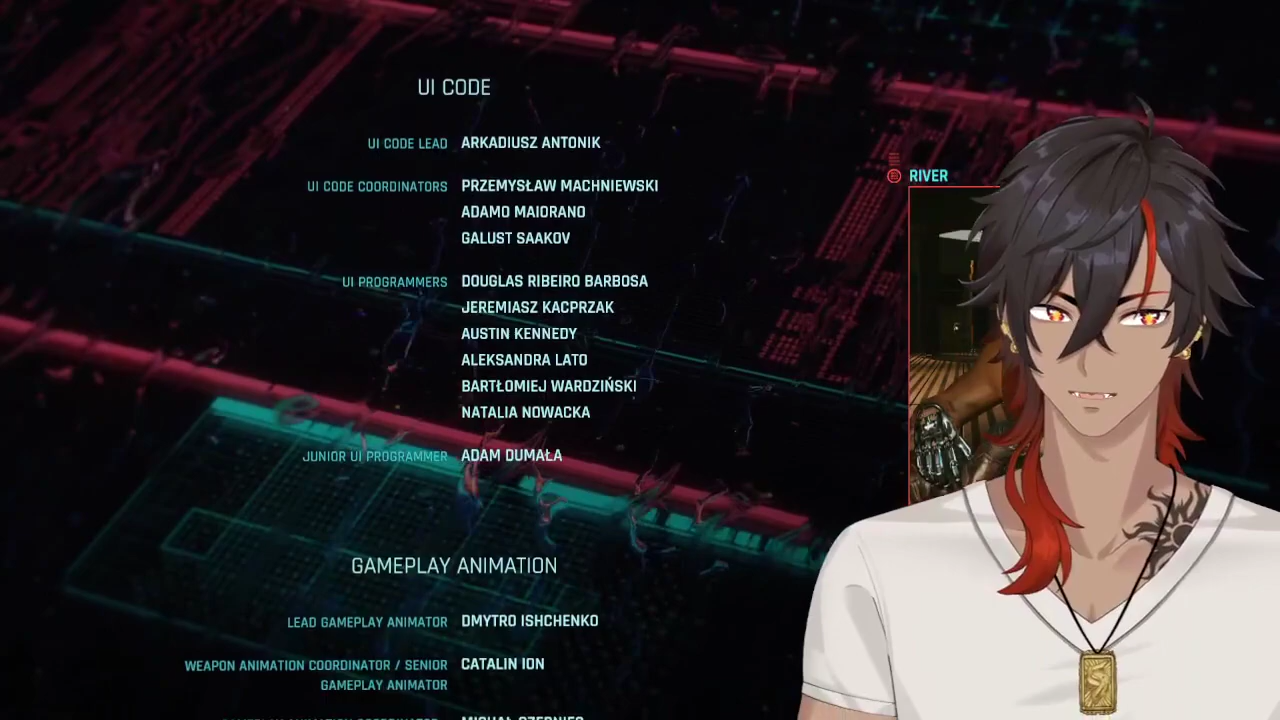 UI CODE
UI CODE LEAD ARKADIUSZ ANTONIK
UI CODE COORDINATORS PRZEMYSŁAW MACHNIEWSKI
ADAMO MAIORANO
GALUST SAAKOV
UI PROGRAMMERS DOUGLAS RIBEIRO BARBOSA
JEREMIASZ KACPRZAK
AUSTIN KENNEDY
ALEKSANDRA LATO
BARTŁOMIEJ WARDZIŃSKI
NATALIA NOWACKA
JUNIOR UI PROGRAMMER ADAM DUMAŁA
GAMEPLAY ANIMATION
LEAD GAMEPLAY ANIMATOR DMYTRO ISHCHENKO
WEAPON ANIMATION COORDINATOR / SENIOR CATALIN ION
GAMEPLAY ANIMATOR
RIVER